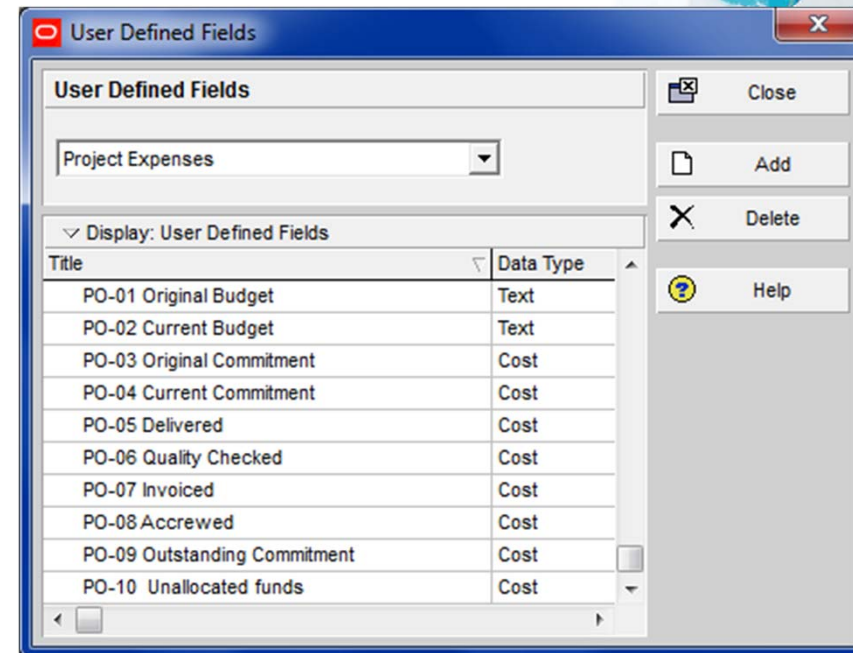 User Defined Fields
User Defined Fields
Close
Project Expenses
Add
Delete
Display: User Defined Fields
Title Data Type
Help
PO-01 Original Budget Text
PO-02 Current Budget Text
PO-03 Original Commitment Cost
PO-04 Current Commitment Cost
PO-05 Delivered Cost
PO-06 Quality Checked Cost
PO-07 Invoiced Cost
PO-08 Accrewed Cost
PO-09 Outstanding Commitment Cost
PO-10 Unallocated funds Cost